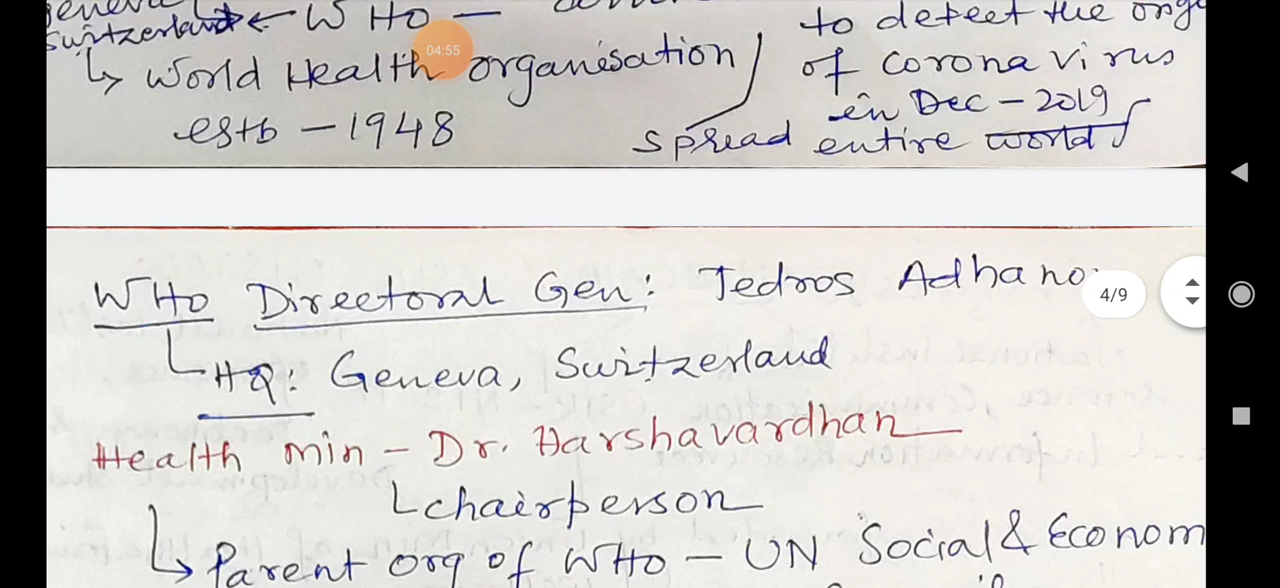 Switzerland ← WHO —
to detect the
↳ World Health organisation
of corona virus
in Dec - 2019
estb - 1948
spread entire world
04:55
WHO Directoral Gen: Tedros Adhano
4/9
HQ: Geneva, Switzerland
Health min - Dr. Harshavardhan
chairperson
↳ Parent org of WHO - UN Social & Econom